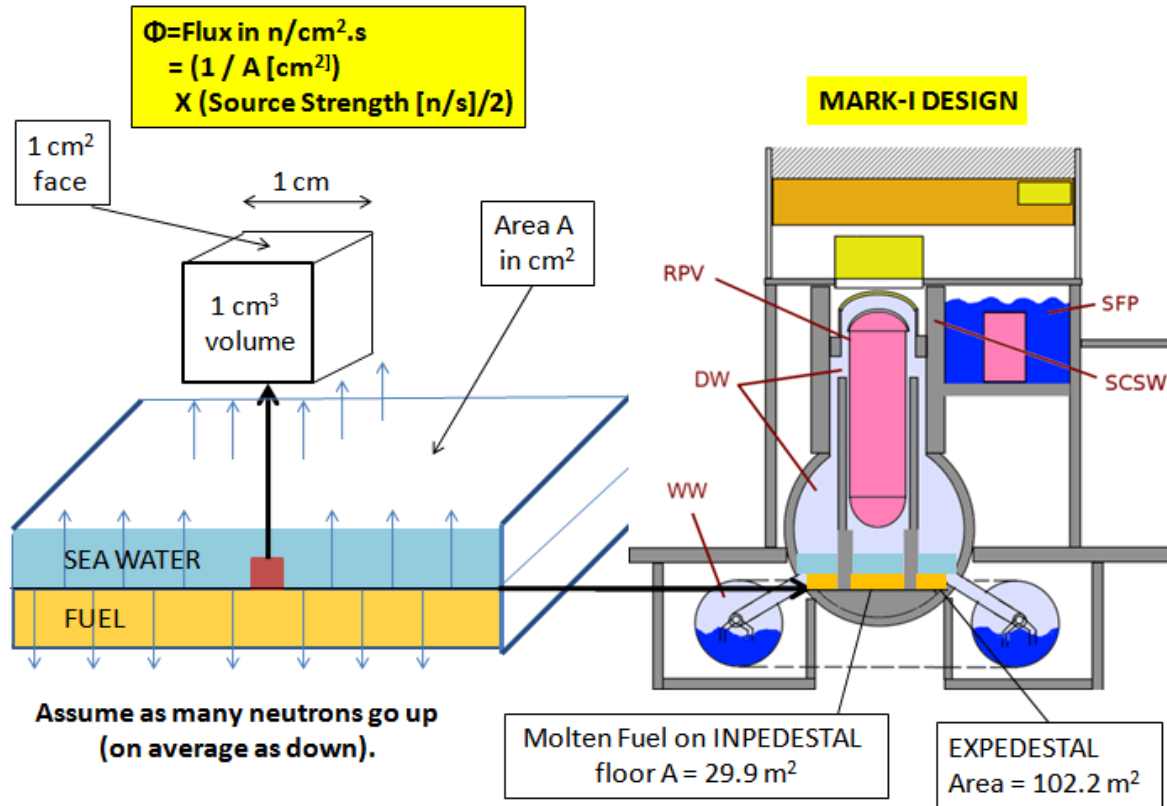 Φ=Flux in n/cm².s
= (1 / A [cm²])
X (Source Strength [n/s]/2)
MARK-I DESIGN
1 cm²
face
1 cm
Area A
in cm²
1 cm³
volume
RPV
SFP
DW
SCSW
WW
SEA WATER
FUEL
Assume as many neutrons go up
(on average as down).
Molten Fuel on INPEDESTAL
floor A = 29.9 m²
EXPEDESTAL
Area = 102.2 m²